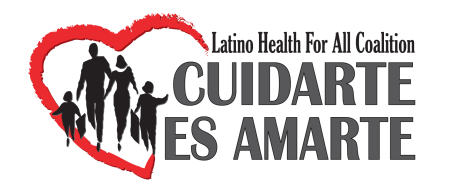 Latino Health For All Coalition
CUIDARTE
ES AMARTE